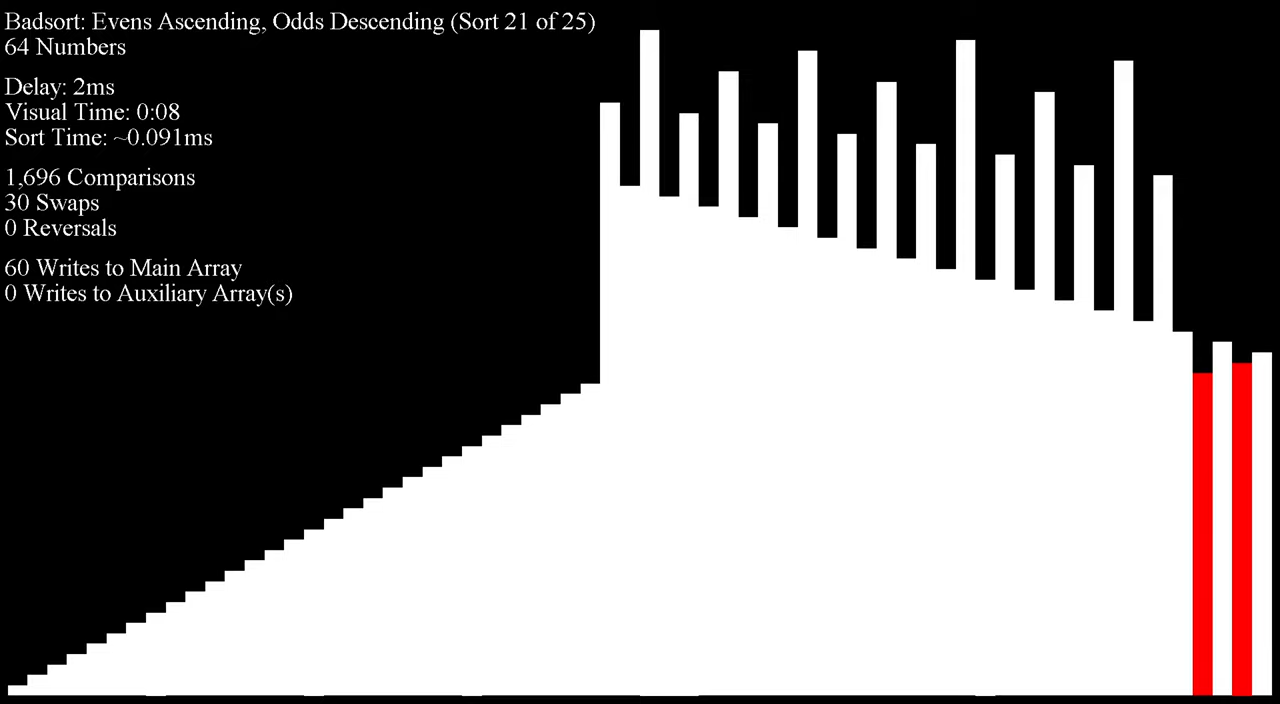 Badsort: Evens Ascending, Odds Descending (Sort 21 of 25)
64 Numbers
Delay: 2ms
Visual Time: 0:08
Sort Time: ~0.091ms
1,696 Comparisons
30 Swaps
0 Reversals
60 Writes to Main Array
0 Writes to Auxiliary Array(s)